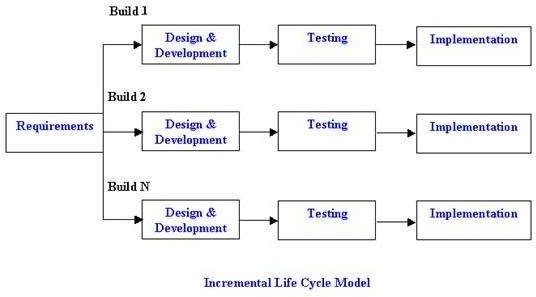 Build 1
Design &
Development
Testing
Implementation
Build 2
Requirements
Design &
Development
Testing
Implementation
Build N
Design &
Development
Testing
Implementation
Incremental Life Cycle Model